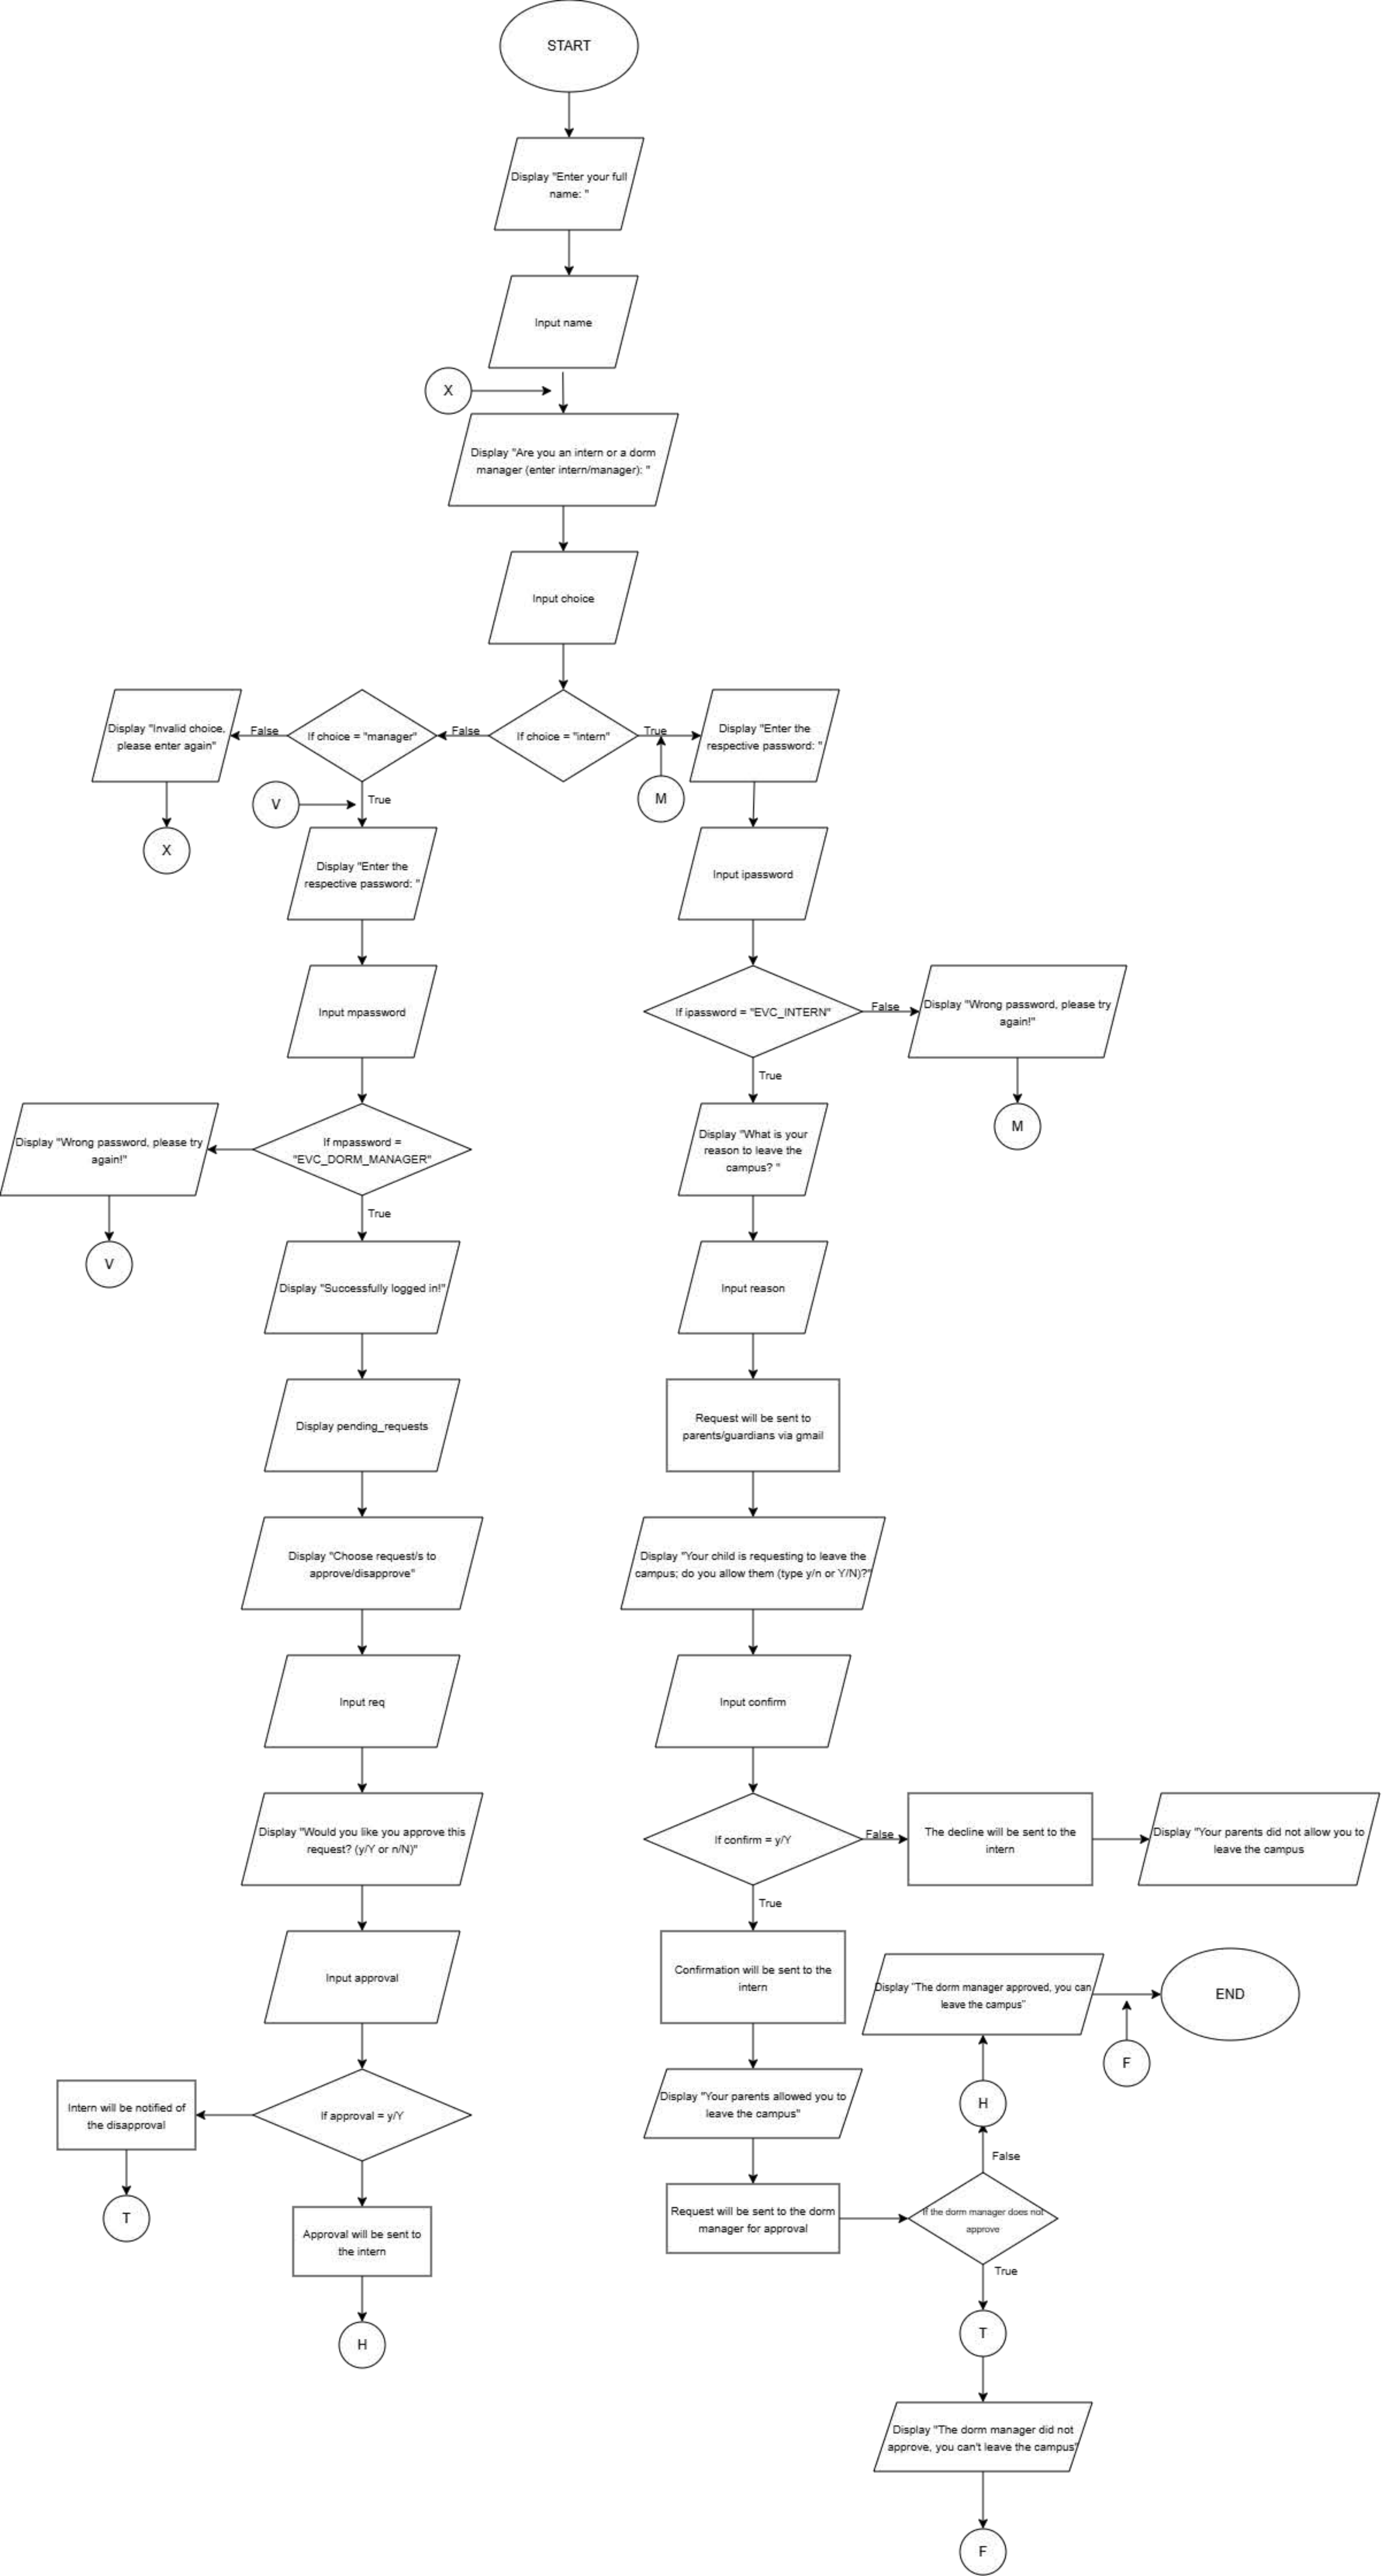 START
Display "Enter your full
name: "
Input name
X
Display "Are you an intern or a dorm
manager (enter intern/manager): "
Input choice
Display "Invalid choice,
please enter again"
False
If choice = "manager"
False
If choice = "intern"
True
Display "Enter the
respective password: "
X
V
True
M
Display "Enter the
respective password: "
Input ipassword
Input mpassword
If ipassword = "EVC_INTERN"
False
Display "Wrong password, please try
again!"
True
M
Display "Wrong password, please try
again!"
If mpassword =
"EVC_DORM_MANAGER"
Display "What is your
reason to leave the
campus? "
True
V
Display "Successfully logged in!"
Input reason
Display pending_requests
Request will be sent to
parents/guardians via gmail
Display "Choose request/s to
approve/disapprove"
Display "Your child is requesting to leave the
campus; do you allow them (type y/n or Y/N)?"
Input req
Input confirm
Display "Would you like you approve this
request? (y/Y or n/N)"
If confirm = y/Y
False
The decline will be sent to the
intern
Display "Your parents did not allow you to
leave the campus
True
Input approval
Confirmation will be sent to the
intern
Display "The dorm manager approved, you can
leave the campus"
END
F
Intern will be notified of
the disapproval
If approval = y/Y
Display "Your parents allowed you to
leave the campus"
H
False
T
Approval will be sent to
the intern
Request will be sent to the dorm
manager for approval
If the dorm manager does not
approve
True
H
T
Display "The dorm manager did not
approve, you can't leave the campus"
F